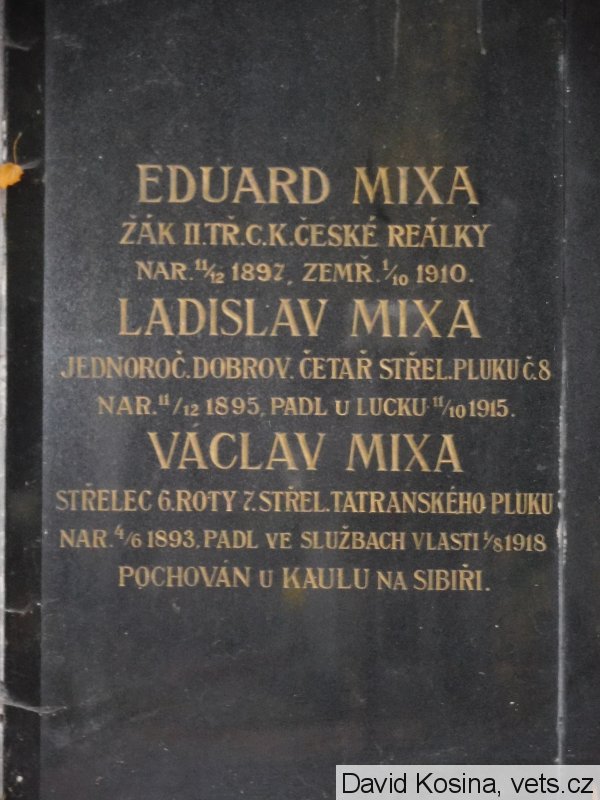 EDUARD MIXA
ŽÁK II.TŘ.C.K.ČESKÉ REÁLKY
NAR. 11/12 1897, ZEMŘ. 1/10 1910.
LADISLAV MIXA
JEDNOROČ.DOBROV. ČETAŘ STŘEL.PLUKU Č.8
NAR. 11/12 1895, PADL U LUCKU 11/10 1915.
VÁCLAV MIXA
STŘELEC 6.ROTY 7.STŘEL.TATRANSKÉHO PLUKU
NAR. 4/6 1893, PADL VE SLUŽBÁCH VLASTI 1/8 1918
POCHOVÁN U KAULU NA SIBIŘI.
David Kosina, vets.cz